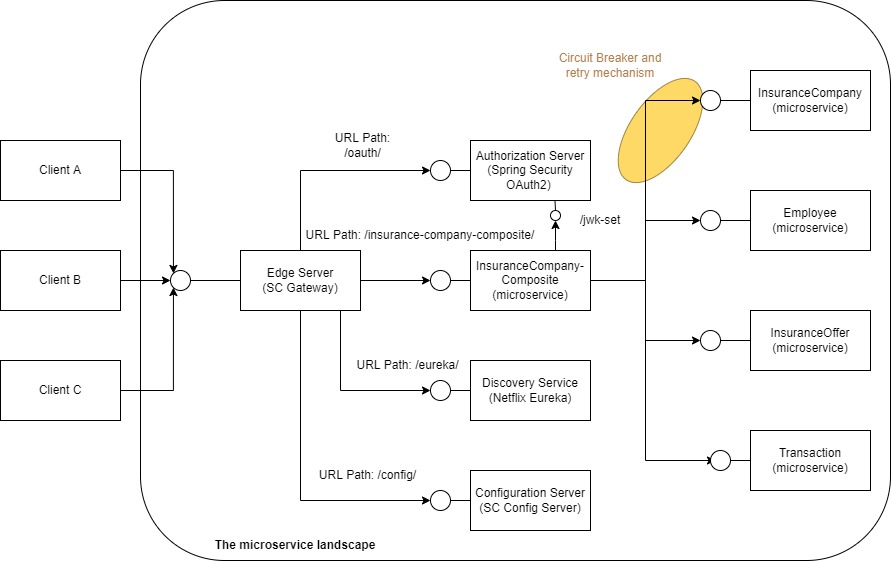 Circuit Breaker and
retry mechanism
InsuranceCompany
(microservice)
URL Path:
/oauth/
Client A
Authorization Server
(Spring Security
OAuth2)
Employee
(microservice)
/jwk-set
URL Path: /insurance-company-composite/
Client B
Edge Server
(SC Gateway)
InsuranceCompany-
Composite
(microservice)
InsuranceOffer
(microservice)
URL Path: /eureka/
Client C
Discovery Service
(Netflix Eureka)
Transaction
(microservice)
URL Path: /config/
Configuration Server
(SC Config Server)
The microservice landscape